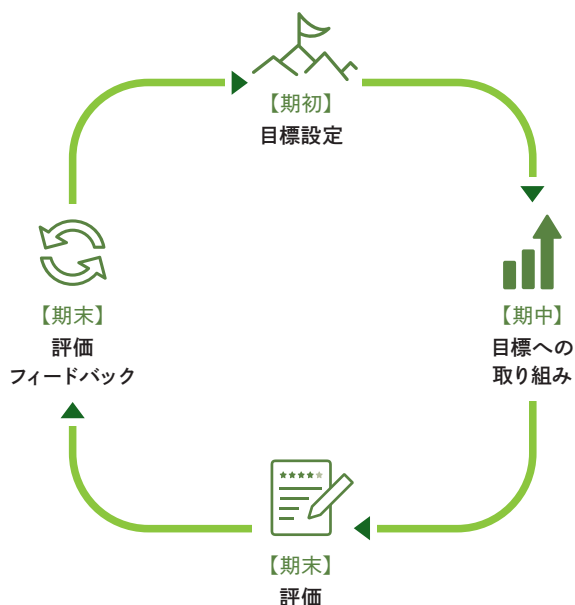 【期初】
目標設定
【期中】
目標への
取り組み
【期末】
評価
【期末】
評価
フィードバック